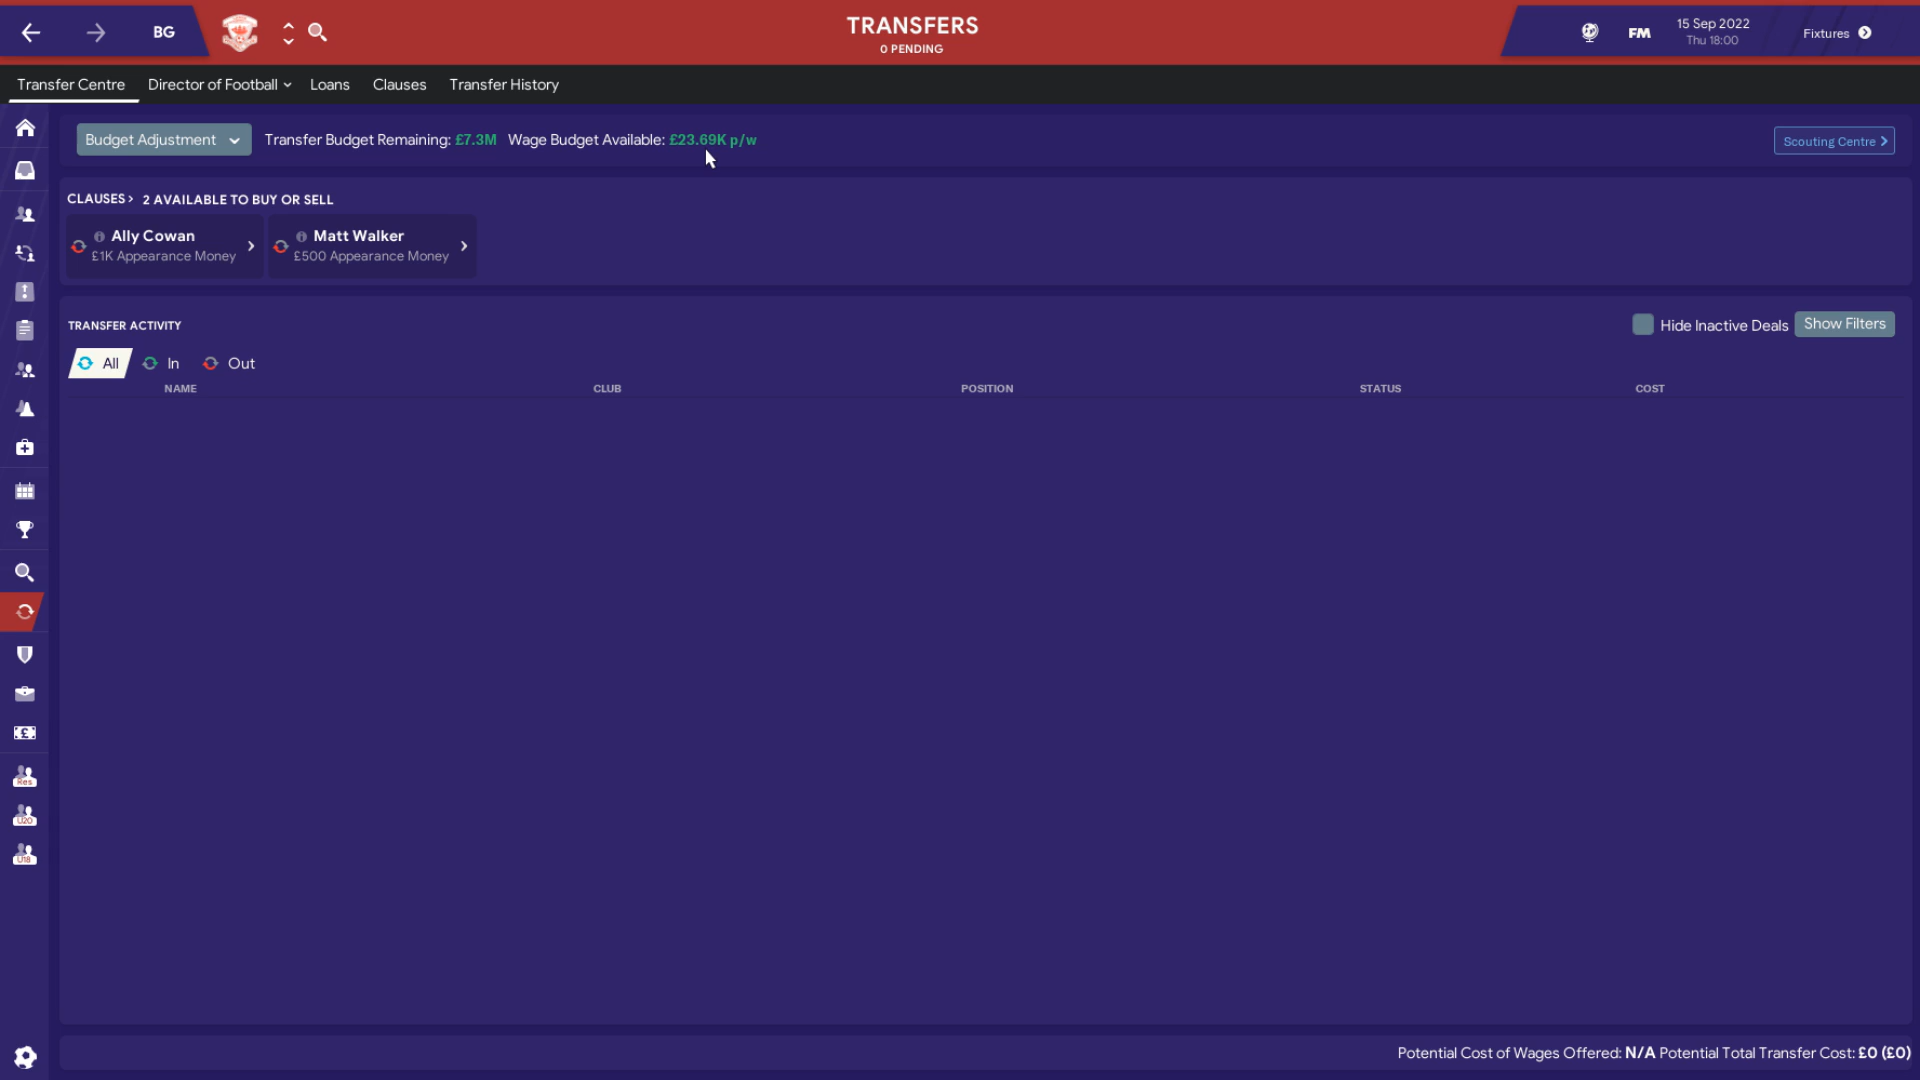 BG
TRANSFERS
0 PENDING
FM
15 Sep 2022
Thu 18:00
Fixtures
Transfer Centre
Director of Football
Loans
Clauses
Transfer History
Budget Adjustment
Transfer Budget Remaining: £7.3M
Wage Budget Available: £23.69K p/w
Scouting Centre
CLAUSES
2 AVAILABLE TO BUY OR SELL
Ally Cowan
£1K Appearance Money
Matt Walker
£500 Appearance Money
TRANSFER ACTIVITY
Hide Inactive Deals
Show Filters
All
In
Out
NAME
CLUB
POSITION
STATUS
COST
Res
U20
U18
Potential Cost of Wages Offered: N/A Potential Total Transfer Cost: £0 (£0)